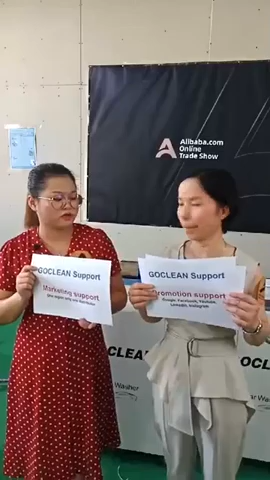 Alibaba.com
Online
Trade Show
GOCLEAN Support
Marketing support
GOCLEAN Support
Promotion support
Google, Facebook, Youtube,
LinkedIn, Instagram
GOCLEAN
Washer